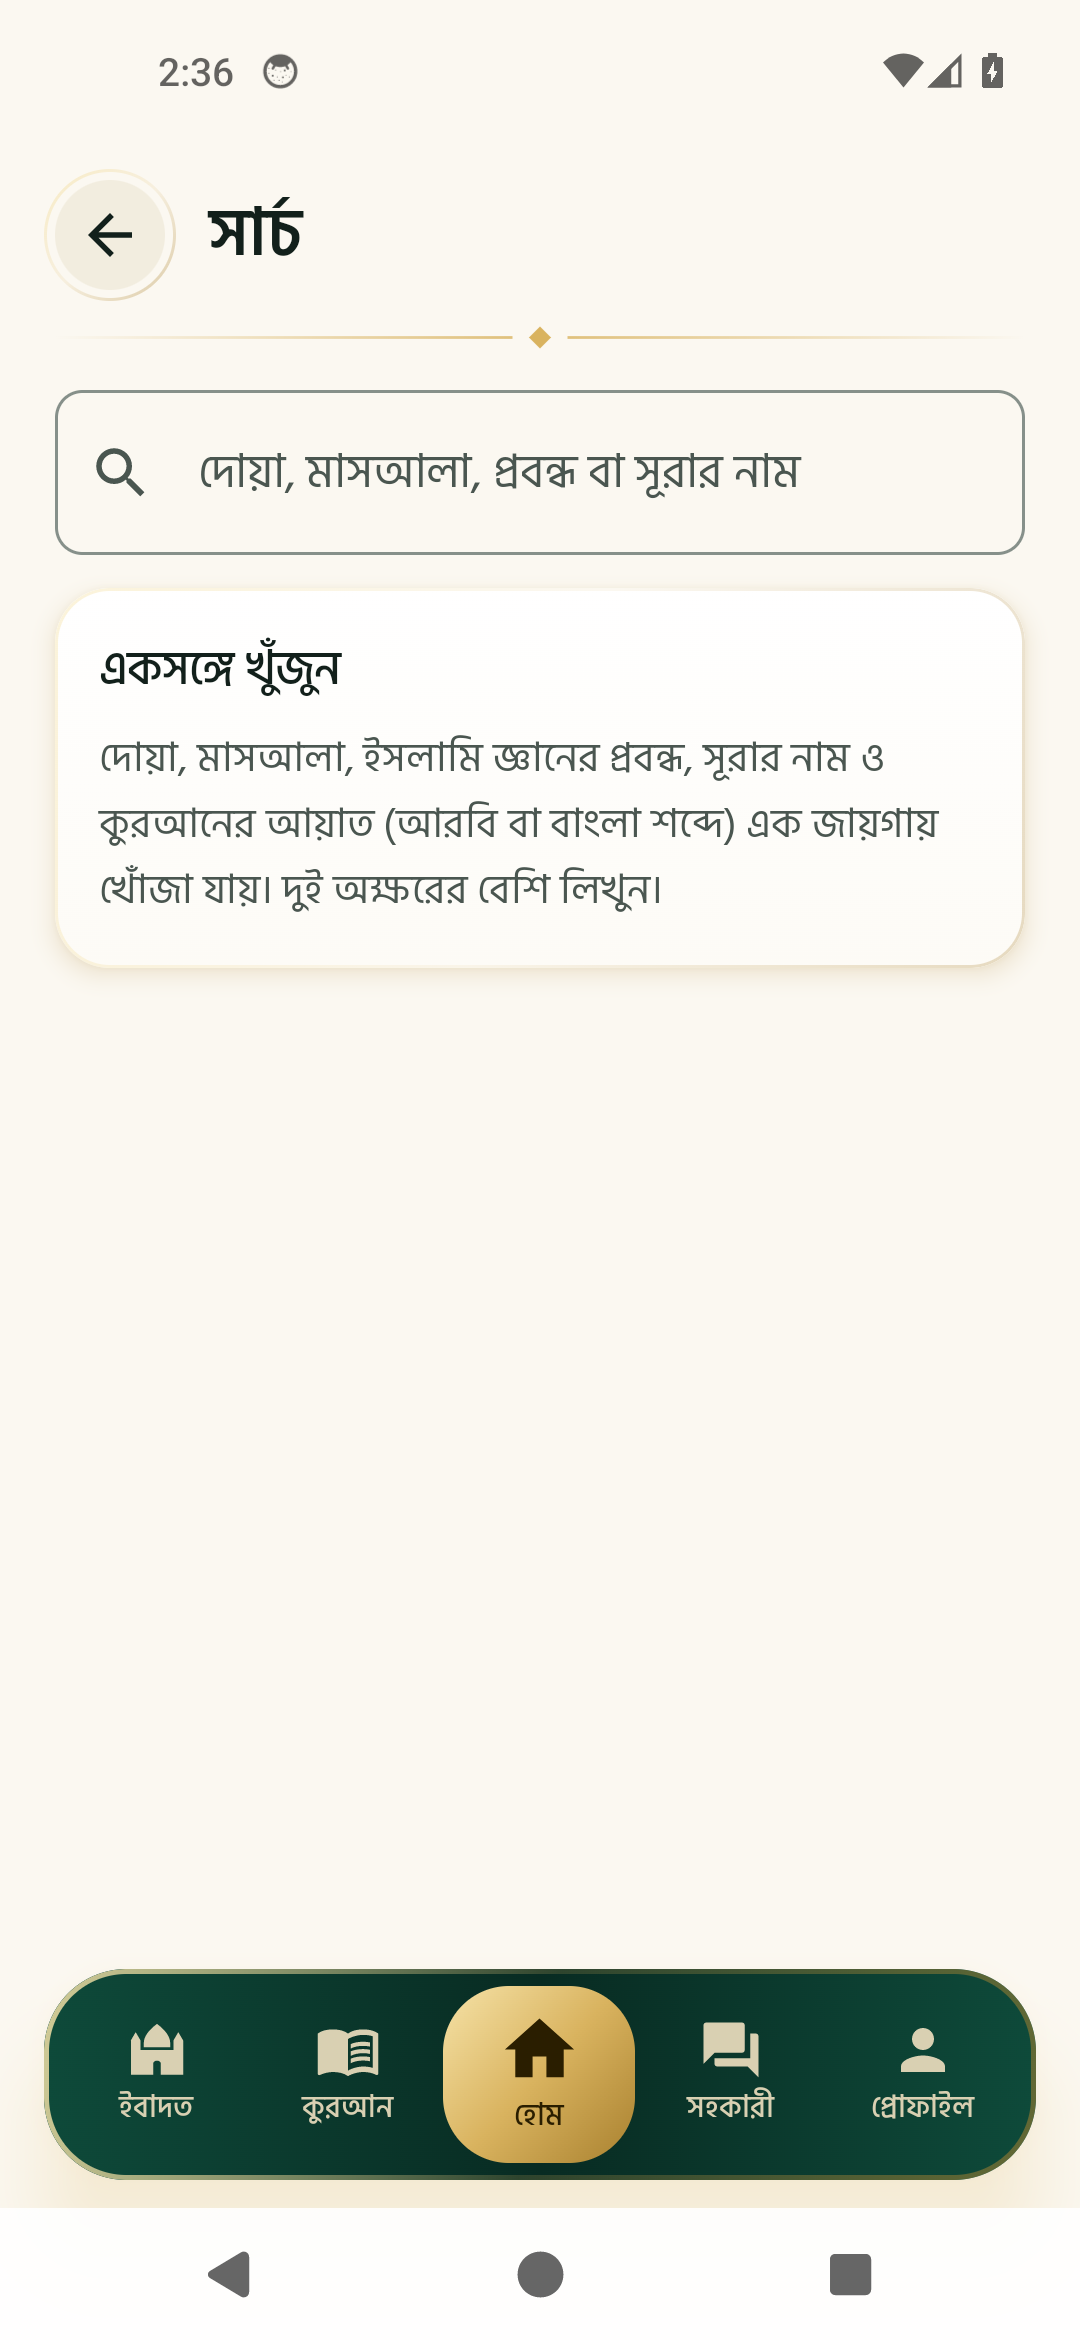 2:36
সার্চ
দোয়া, মাসআলা, প্রবন্ধ বা সূরার নাম
একসঙ্গে খুঁজুন
দোয়া, মাসআলা, ইসলামি জ্ঞানের প্রবন্ধ, সূরার নাম ও
কুরআনের আয়াত (আরবি বা বাংলা শব্দে) এক জায়গায়
খোঁজা যায়। দুই অক্ষরের বেশি লিখুন।
ইবাদত
কুরআন
হোম
সহকারী
প্রোফাইল